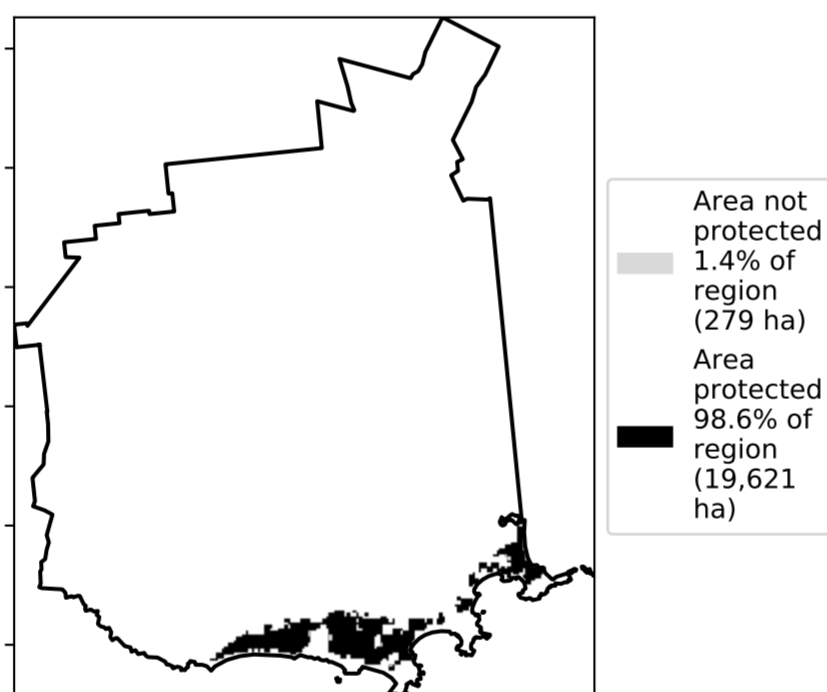 Area not
protected
1.4% of
region
(279 ha)
Area
protected
98.6% of
region
(19,621
ha)